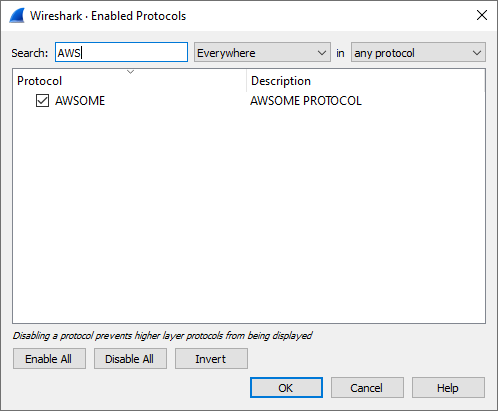 Wireshark · Enabled Protocols
Search: AWS Everywhere in any protocol
Protocol Description
AWSOME AWSOME PROTOCOL
Disabling a protocol prevents higher layer protocols from being displayed
Enable All Disable All Invert
OK Cancel Help